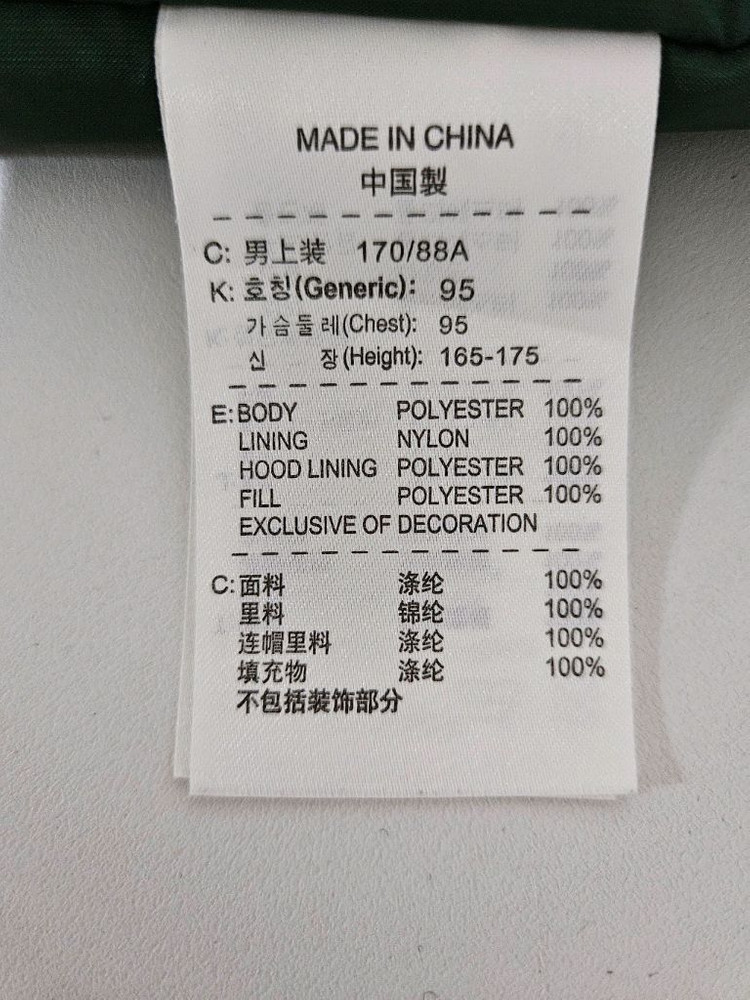 MADE IN CHINA
中国製
C: 男上装 170/88A
K: 호칭(Generic): 95
가슴둘레(Chest): 95
신 장(Height): 165-175
E: BODY POLYESTER 100%
LINING NYLON 100%
HOOD LINING POLYESTER 100%
FILL POLYESTER 100%
EXCLUSIVE OF DECORATION
C: 面料 涤纶 100%
里料 锦纶 100%
连帽里料 涤纶 100%
填充物 涤纶 100%
不包括装饰部分